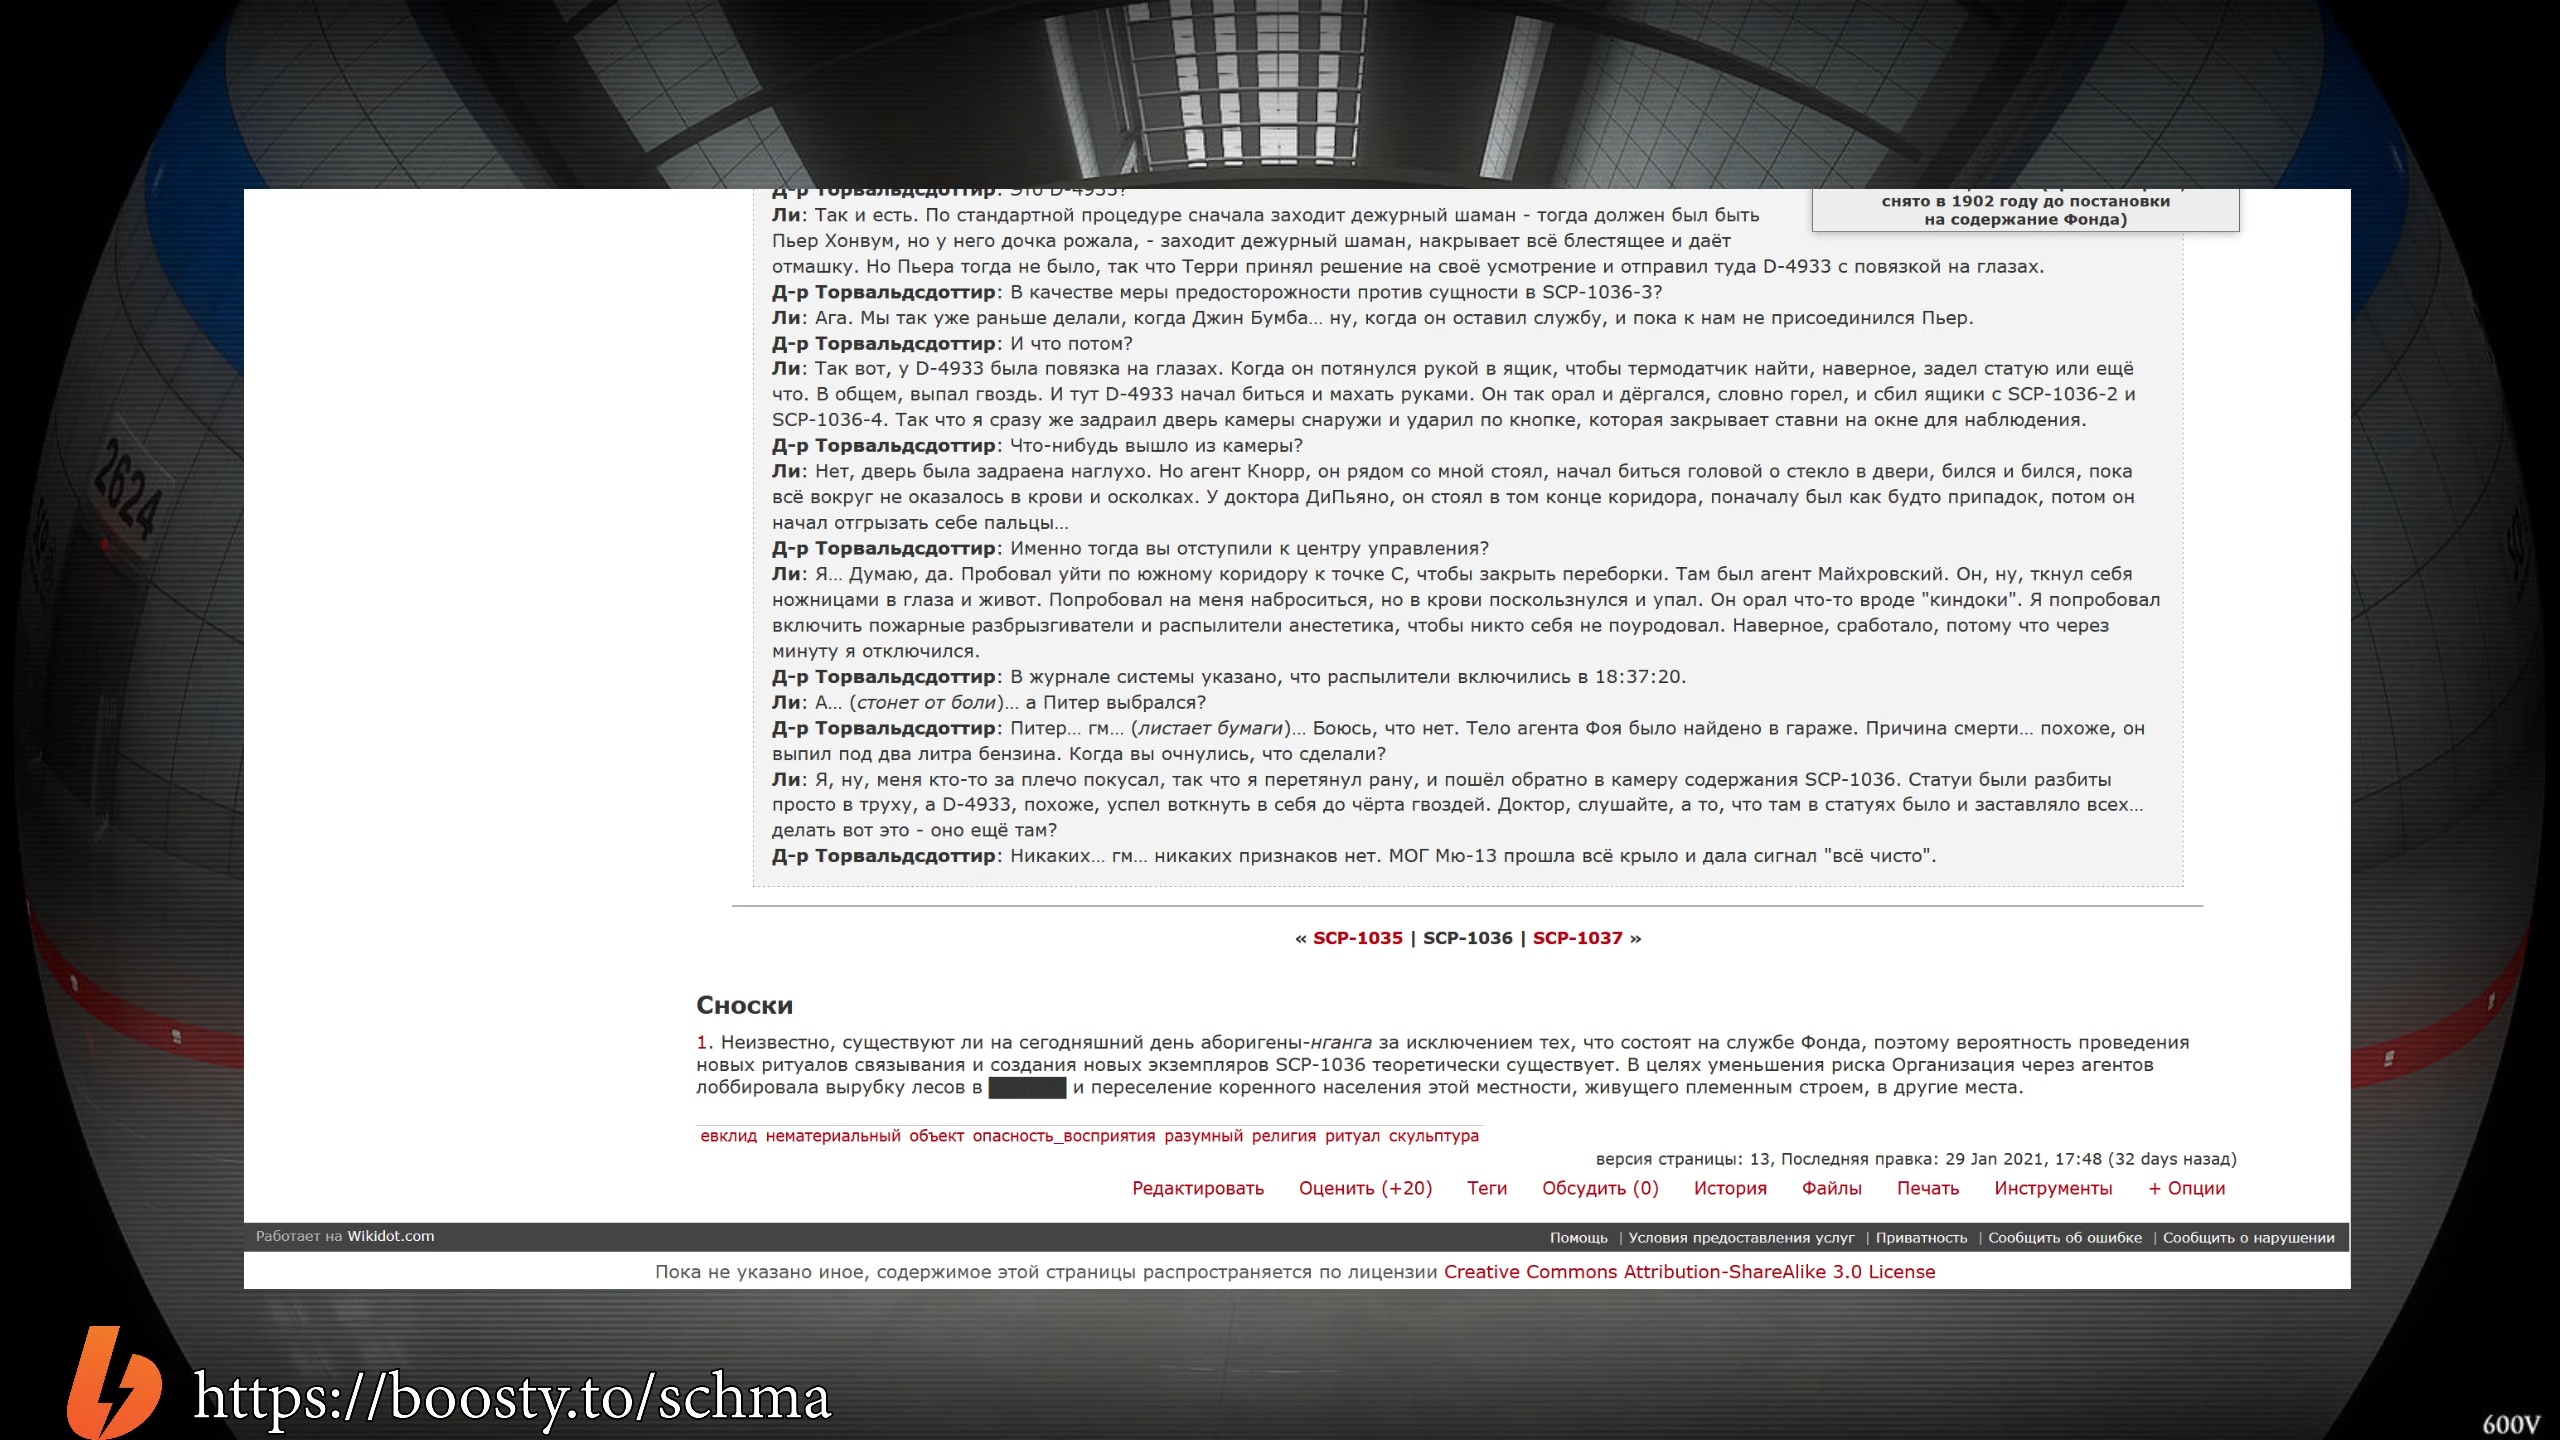 Д-р Торвальдсдоттир: Это D-4933?
снято в 1902 году до постановки
на содержание Фонда)
Ли: Так и есть. По стандартной процедуре сначала заходит дежурный шаман - тогда должен был быть
Пьер Хонвум, но у него дочка рожала, - заходит дежурный шаман, накрывает всё блестящее и даёт
отмашку. Но Пьера тогда не было, так что Терри принял решение на своё усмотрение и отправил туда D-4933 с повязкой на глазах.
Д-р Торвальдсдоттир: В качестве меры предосторожности против сущности в SCP-1036-3?
Ли: Ага. Мы так уже раньше делали, когда Джин Бумба... ну, когда он оставил службу, и пока к нам не присоединился Пьер.
Д-р Торвальдсдоттир: И что потом?
Ли: Так вот, у D-4933 была повязка на глазах. Когда он потянулся рукой в ящик, чтобы термодатчик найти, наверное, задел статую или ещё
что. В общем, выпал гвоздь. И тут D-4933 начал биться и махать руками. Он так орал и дёргался, словно горел, и сбил ящики с SCP-1036-2 и
SCP-1036-4. Так что я сразу же задраил дверь камеры снаружи и ударил по кнопке, которая закрывает ставни на окне для наблюдения.
Д-р Торвальдсдоттир: Что-нибудь вышло из камеры?
Ли: Нет, дверь была задраена наглухо. Но агент Кнорр, он рядом со мной стоял, начал биться головой о стекло в двери, бился и бился, пока
всё вокруг не оказалось в крови и осколках. У доктора ДиПьяно, он стоял в том конце коридора, поначалу был как будто припадок, потом он
начал отгрызать себе пальцы...
Д-р Торвальдсдоттир: Именно тогда вы отступили к центру управления?
Ли: Я... Думаю, да. Пробовал уйти по южному коридору к точке С, чтобы закрыть переборки. Там был агент Майхровский. Он, ну, ткнул себя
ножницами в глаза и живот. Попробовал на меня наброситься, но в крови поскользнулся и упал. Он орал что-то вроде "киндоки". Я попробовал
включить пожарные разбрызгиватели и распылители анестетика, чтобы никто себя не поуродовал. Наверное, сработало, потому что через
минуту я отключился.
Д-р Торвальдсдоттир: В журнале системы указано, что распылители включились в 18:37:20.
Ли: А... (стонет от боли)... а Питер выбрался?
Д-р Торвальдсдоттир: Питер... гм... (листает бумаги)... Боюсь, что нет. Тело агента Фоя было найдено в гараже. Причина смерти... похоже, он
выпил под два литра бензина. Когда вы очнулись, что сделали?
Ли: Я, ну, меня кто-то за плечо покусал, так что я перетянул рану, и пошёл обратно в камеру содержания SCP-1036. Статуи были разбиты
просто в труху, а D-4933, похоже, успел воткнуть в себя до чёрта гвоздей. Доктор, слушайте, а то, что там в статуях было и заставляло всех...
делать вот это - оно ещё там?
Д-р Торвальдсдоттир: Никаких... гм... никаких признаков нет. МОГ Мю-13 прошла всё крыло и дала сигнал "всё чисто".
« SCP-1035 | SCP-1036 | SCP-1037 »
Сноски
1. Неизвестно, существуют ли на сегодняшний день аборигены-нганга за исключением тех, что состоят на службе Фонда, поэтому вероятность проведения
новых ритуалов связывания и создания новых экземпляров SCP-1036 теоретически существует. В целях уменьшения риска Организация через агентов
лоббировала вырубку лесов в ██████ и переселение коренного населения этой местности, живущего племенным строем, в другие места.
евклид нематериальный объект опасность_восприятия разумный религия ритуал скульптура
версия страницы: 13, Последняя правка: 29 Jan 2021, 17:48 (32 days назад)
Редактировать Оценить (+20) Теги Обсудить (0) История Файлы Печать Инструменты + Опции
Работает на Wikidot.com
Помощь | Условия предоставления услуг | Приватность | Сообщить об ошибке | Сообщить о нарушении
Пока не указано иное, содержимое этой страницы распространяется по лицензии Creative Commons Attribution-ShareAlike 3.0 License
2624
https://boosty.to/schma
600V